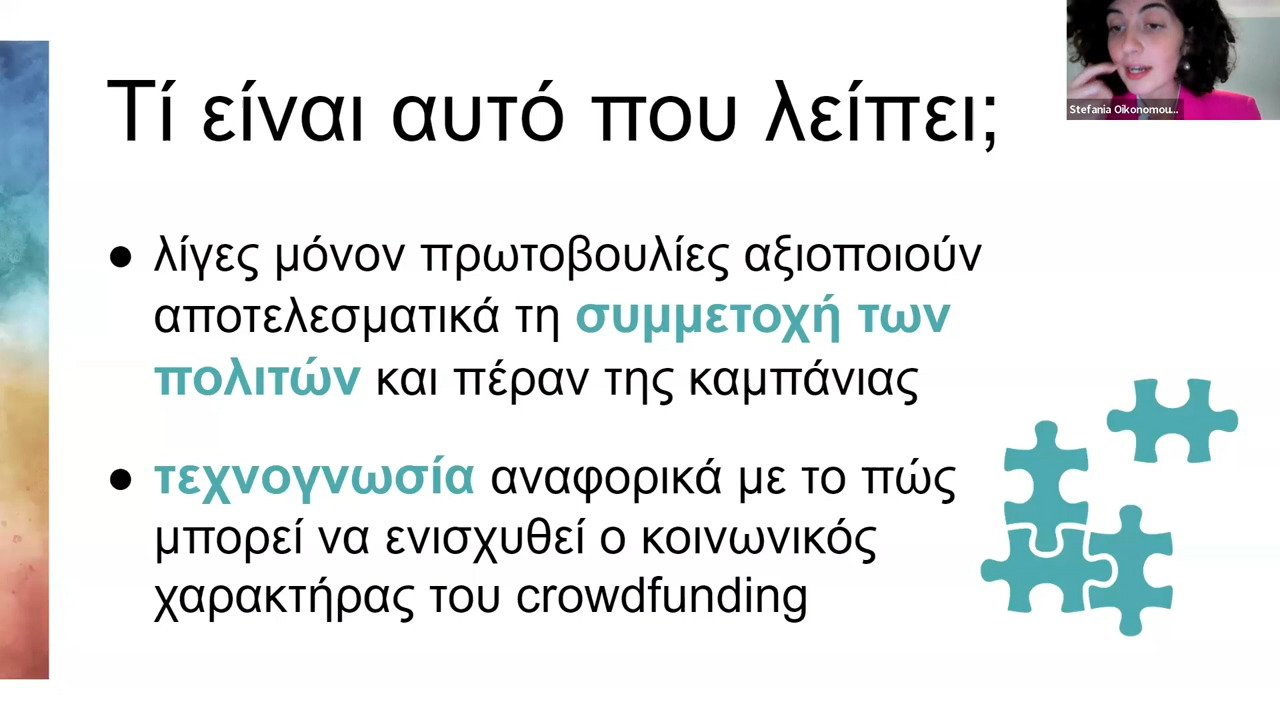 Τί είναι αυτό που λείπει;
● λίγες μόνον πρωτοβουλίες αξιοποιούν
αποτελεσματικά τη συμμετοχή των
πολιτών και πέραν της καμπάνιας
● τεχνογνωσία αναφορικά με το πώς
μπορεί να ενισχυθεί ο κοινωνικός
χαρακτήρας του crowdfunding
Stefania Oikonomou...